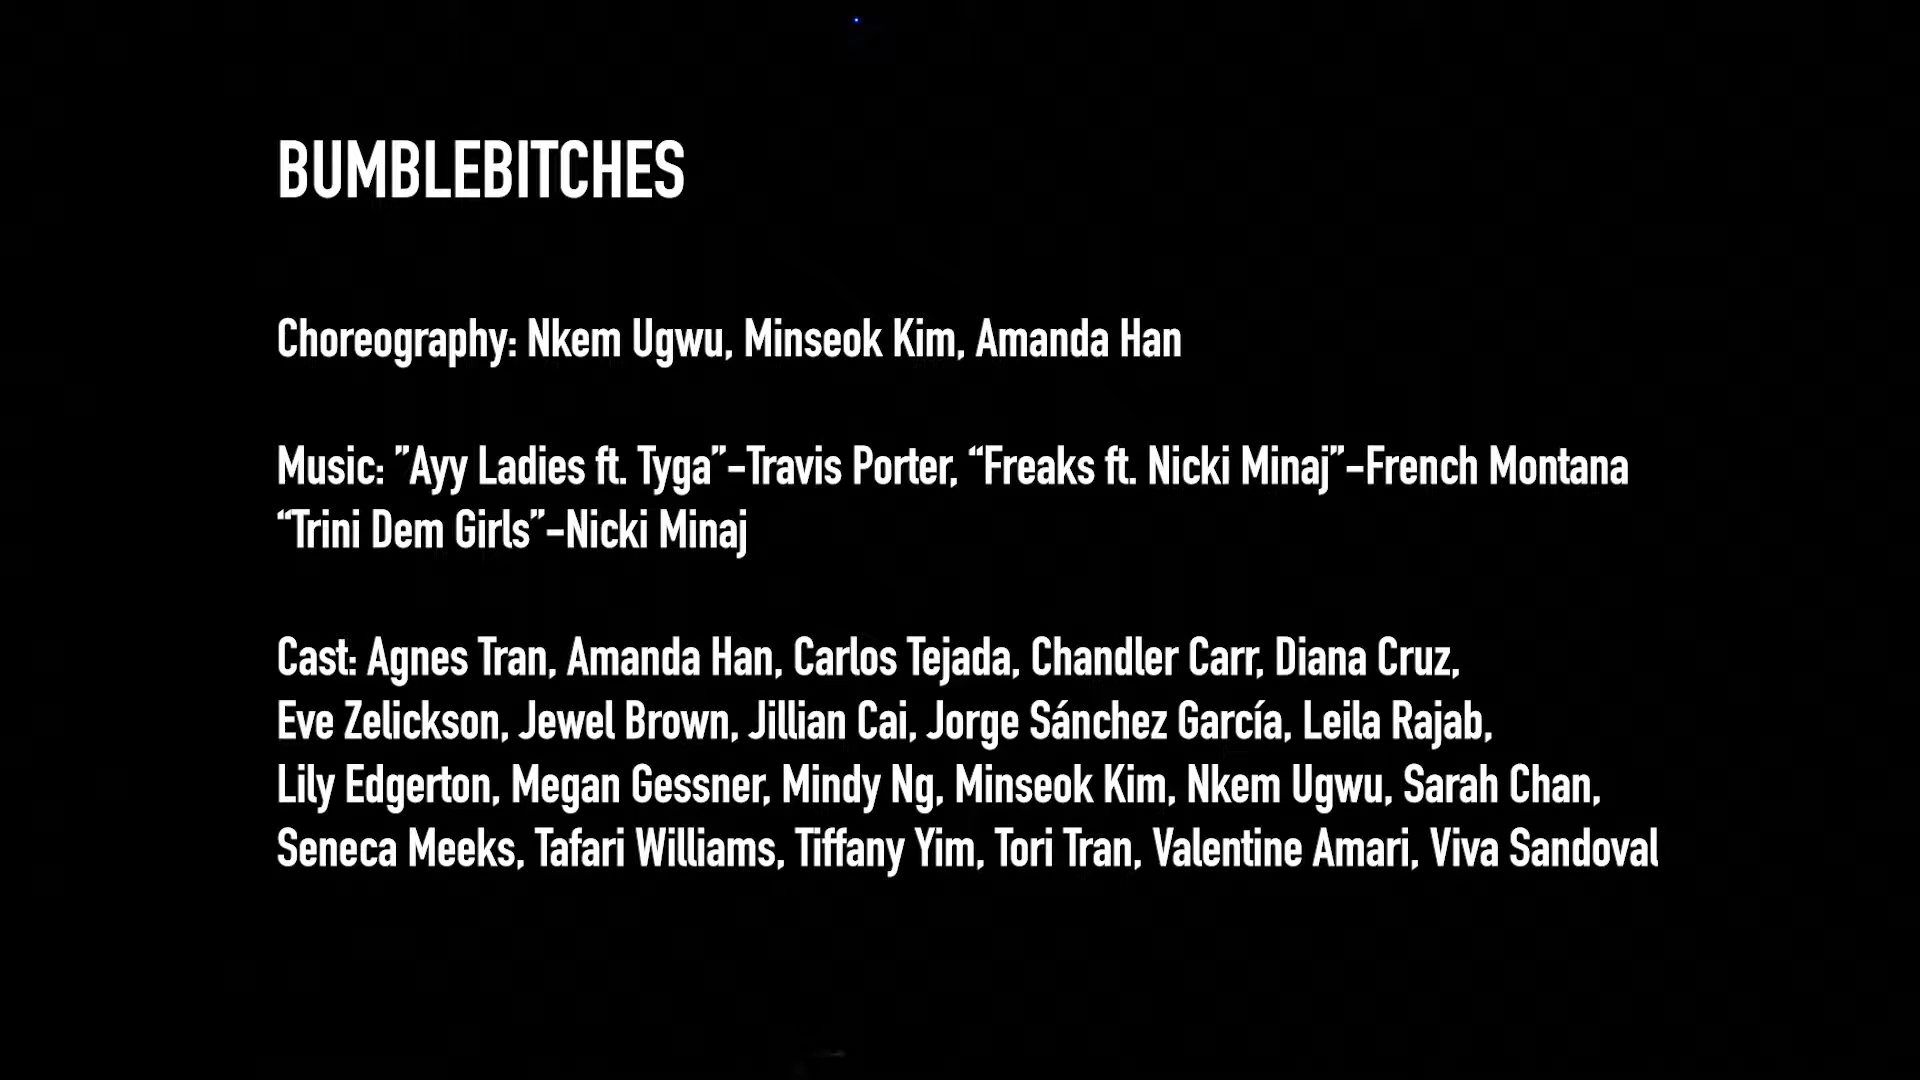 BUMBLEBITCHES
Choreography: Nkem Ugwu, Minseok Kim, Amanda Han
Music: ”Ayy Ladies ft. Tyga”-Travis Porter, “Freaks ft. Nicki Minaj”-French Montana
“Trini Dem Girls”-Nicki Minaj
Cast: Agnes Tran, Amanda Han, Carlos Tejada, Chandler Carr, Diana Cruz,
Eve Zelickson, Jewel Brown, Jillian Cai, Jorge Sánchez García, Leila Rajab,
Lily Edgerton, Megan Gessner, Mindy Ng, Minseok Kim, Nkem Ugwu, Sarah Chan,
Seneca Meeks, Tafari Williams, Tiffany Yim, Tori Tran, Valentine Amari, Viva Sandoval